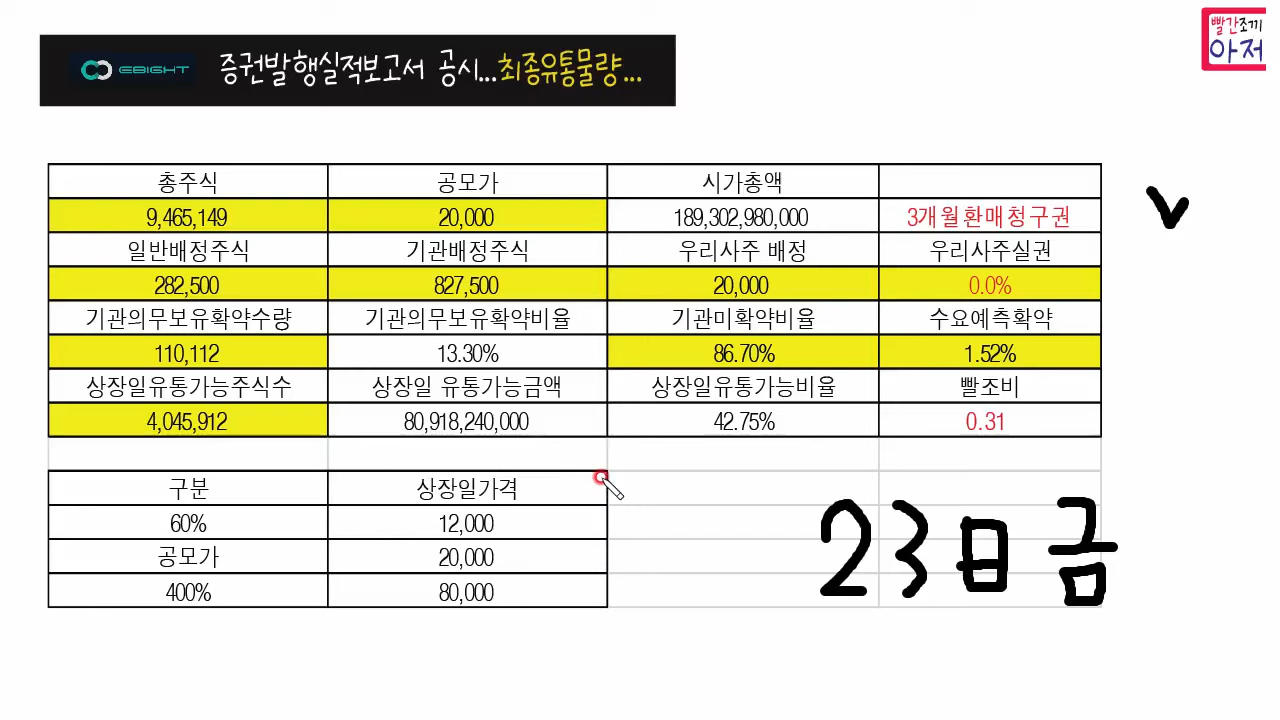 빨간조끼
아저
EBIGHT 증권발행실적보고서 공시...최종유통물량...
총주식 공모가 시가총액
9,465,149 20,000 189,302,980,000 3개월환매청구권
일반배정주식 기관배정주식 우리사주 배정 우리사주실권
282,500 827,500 20,000 0.0%
기관의무보유확약수량 기관의무보유확약비율 기관미확약비율 수요예측확약
110,112 13.30% 86.70% 1.52%
상장일유통가능주식수 상장일 유통가능금액 상장일유통가능비율 빨조비
4,045,912 80,918,240,000 42.75% 0.31
구분 상장일가격
60% 12,000
공모가 20,000
400% 80,000
23日 금